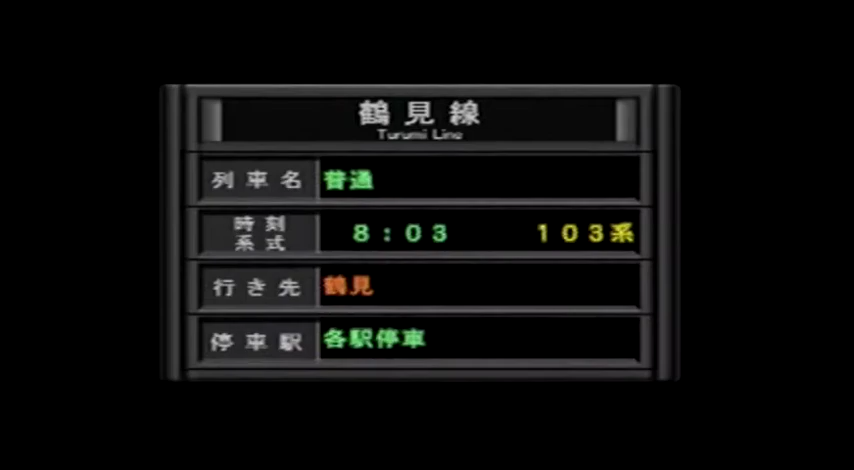 鶴見線
Turumi Line
列車名 普通
時刻 8:03 103系
系式
行き先 鶴見
停車駅 各駅停車